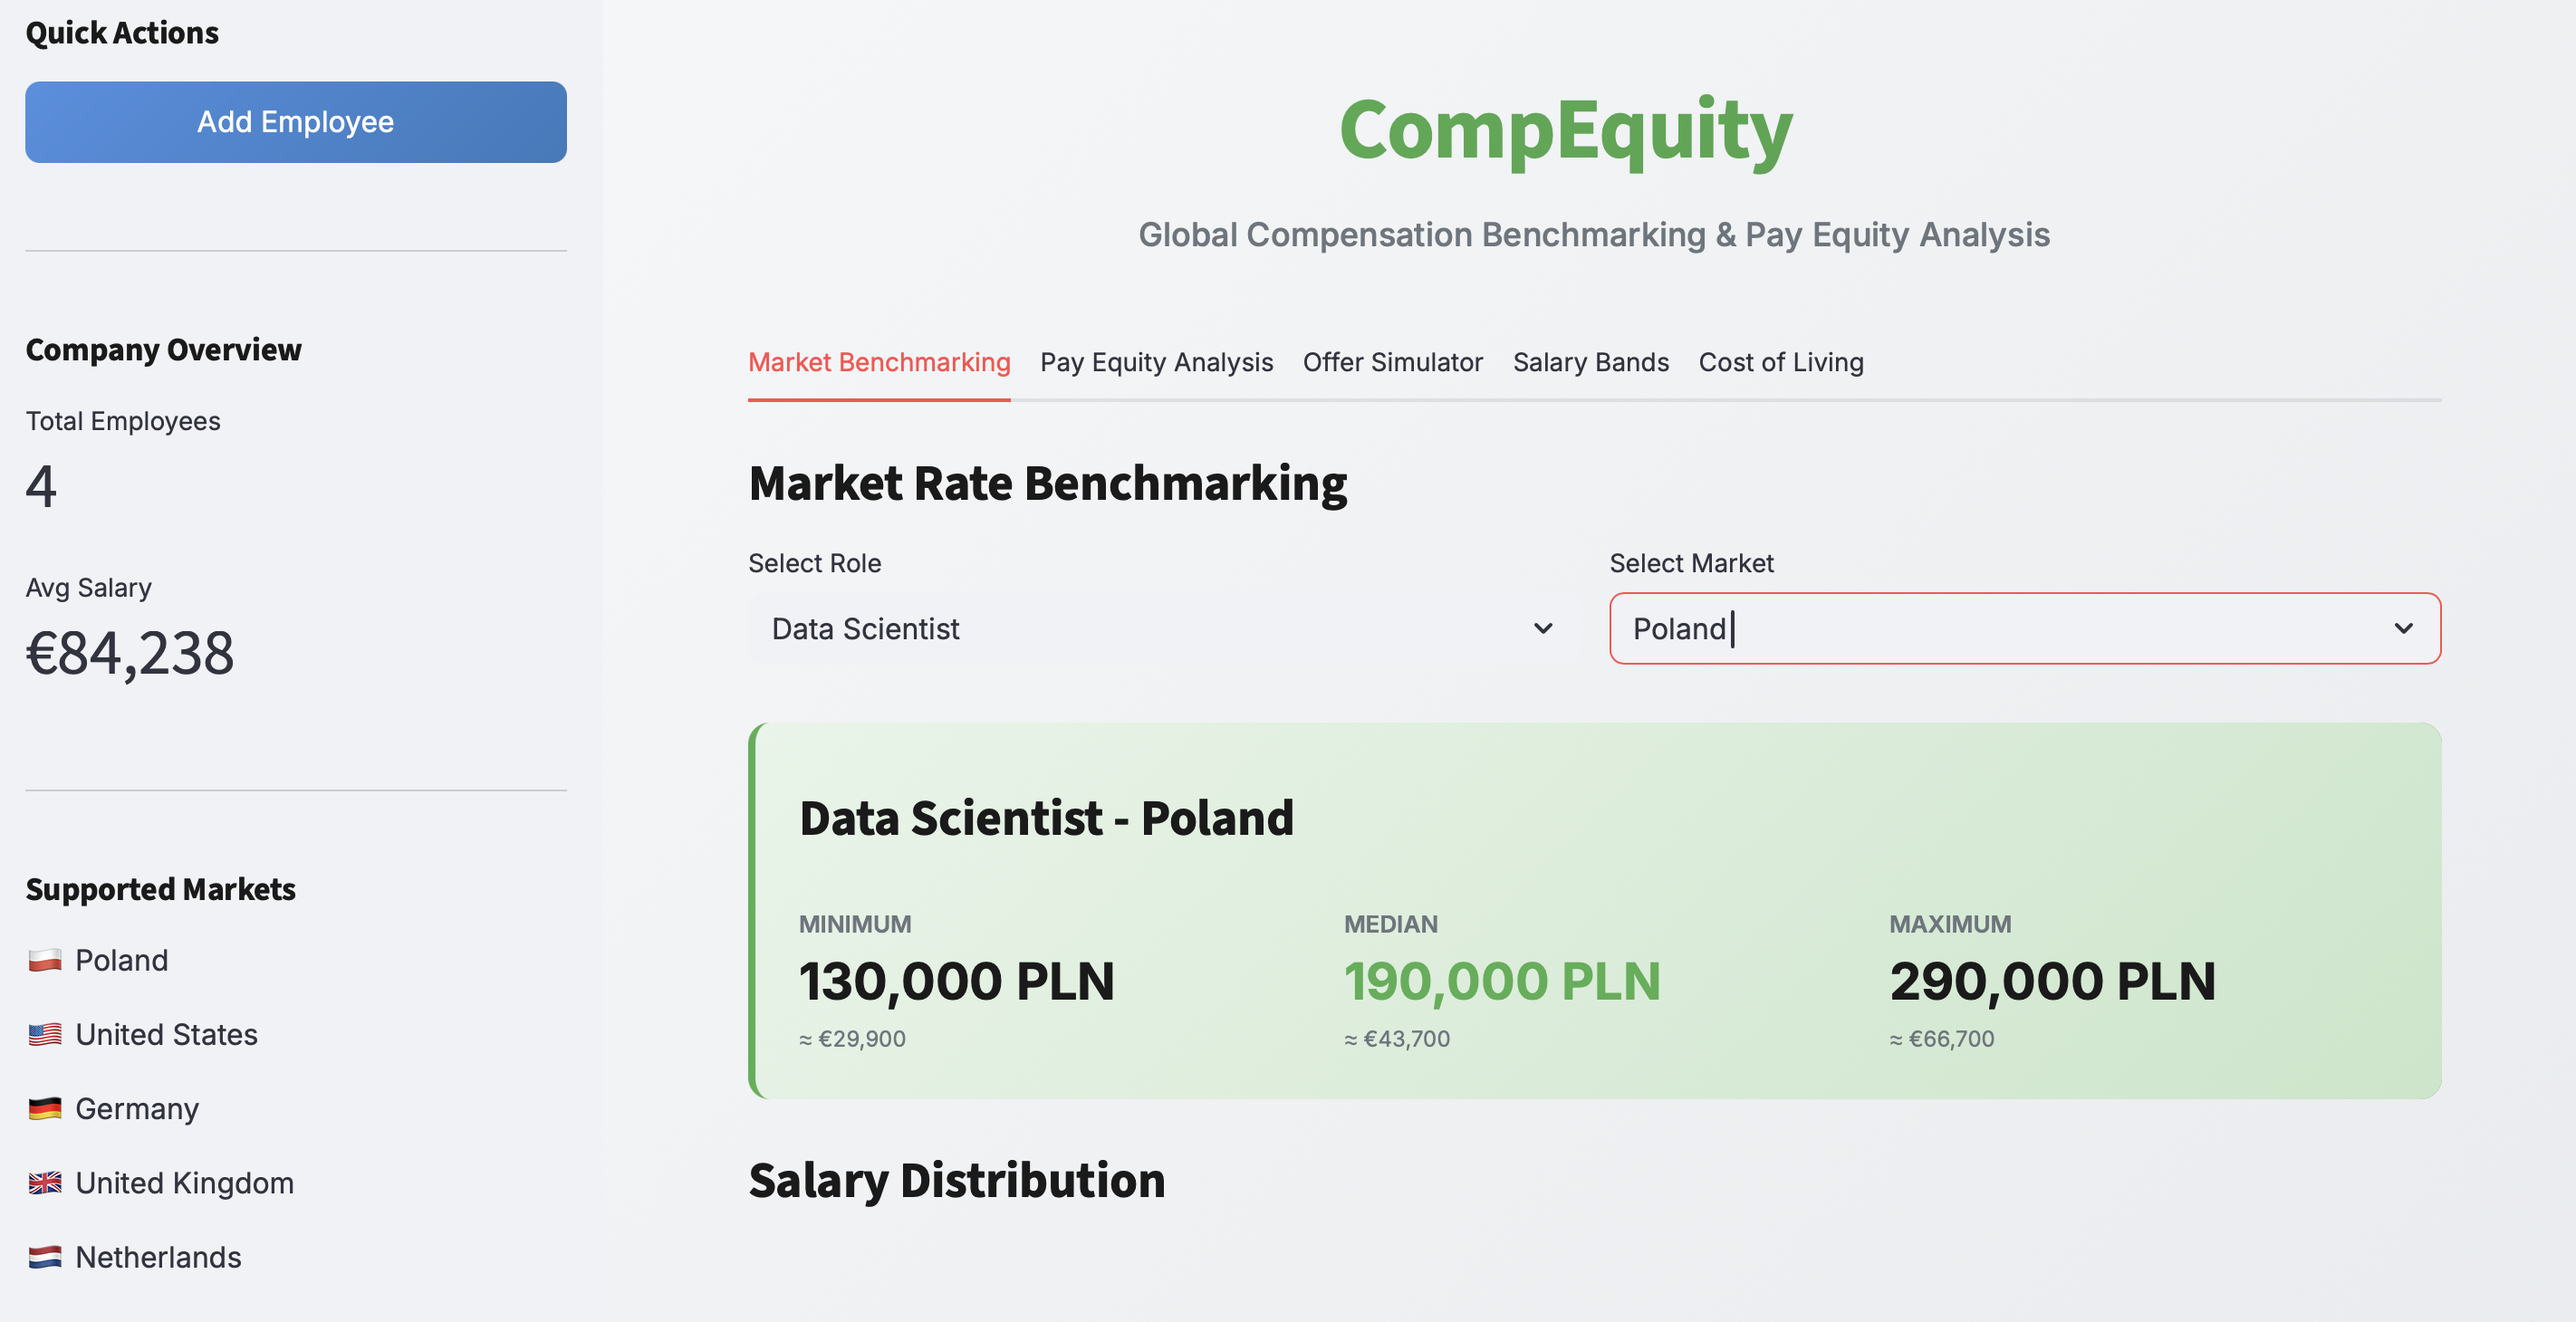 Quick Actions
Add Employee
Company Overview
Total Employees
4
Avg Salary
€84,238
Supported Markets
Poland
United States
Germany
United Kingdom
Netherlands
CompEquity
Global Compensation Benchmarking & Pay Equity Analysis
Market Benchmarking Pay Equity Analysis Offer Simulator Salary Bands Cost of Living
Market Rate Benchmarking
Select Role Select Market
Data Scientist Poland
Data Scientist - Poland
MINIMUM MEDIAN MAXIMUM
130,000 PLN 190,000 PLN 290,000 PLN
≈ €29,900 ≈ €43,700 ≈ €66,700
Salary Distribution